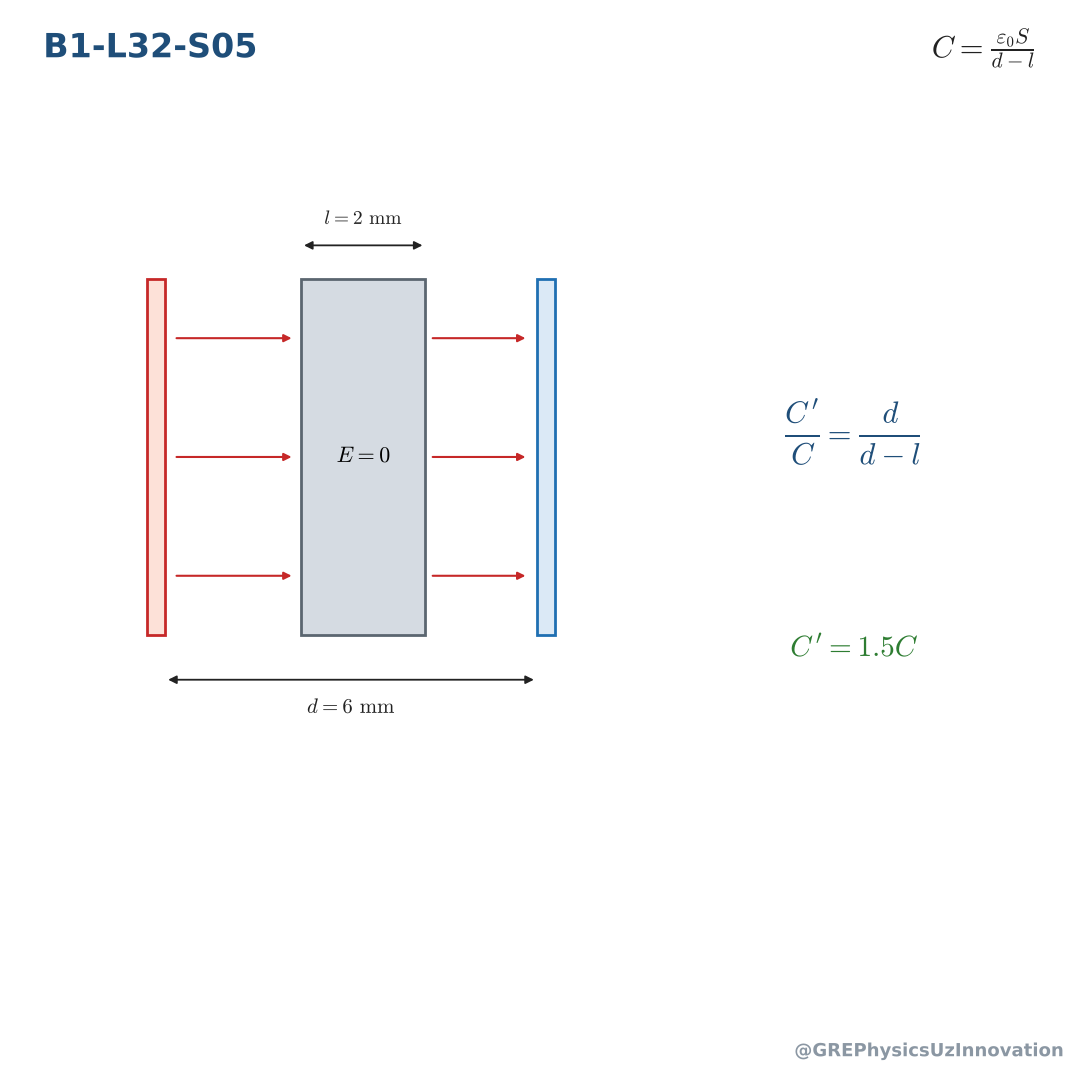 B1-L32-S05
C = ε₀S / (d − l)
l = 2 mm
E = 0
C′/C = d / (d − l)
C′ = 1.5C
d = 6 mm
@GREPhysicsUzInnovation